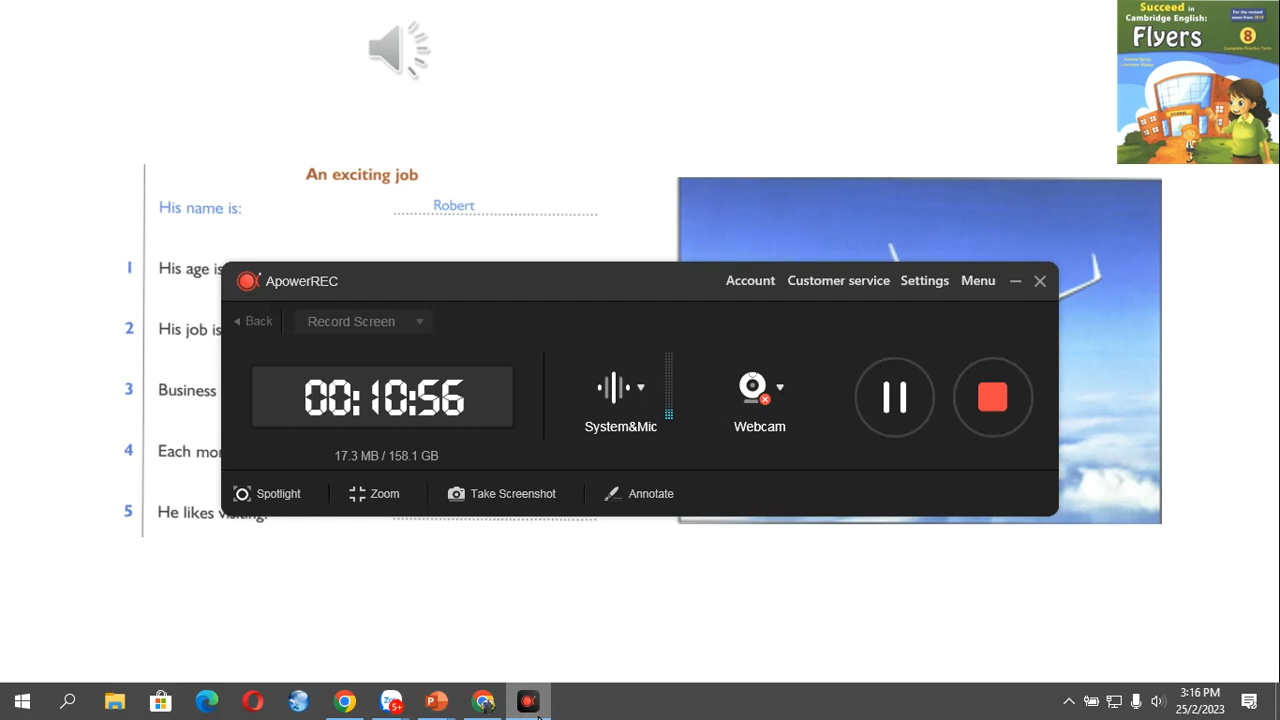 Succeed in
Cambridge English:
Flyers
8
An exciting job
His name is: Robert
1 His age is
2 His job is
3 Business
4 Each mo
5 He likes visiting:
ApowerREC
Account Customer service Settings Menu
Back Record Screen
00:10:56
17.3 MB / 158.1 GB
System&Mic
Webcam
Spotlight Zoom Take Screenshot Annotate
5+
3:16 PM
25/2/2023